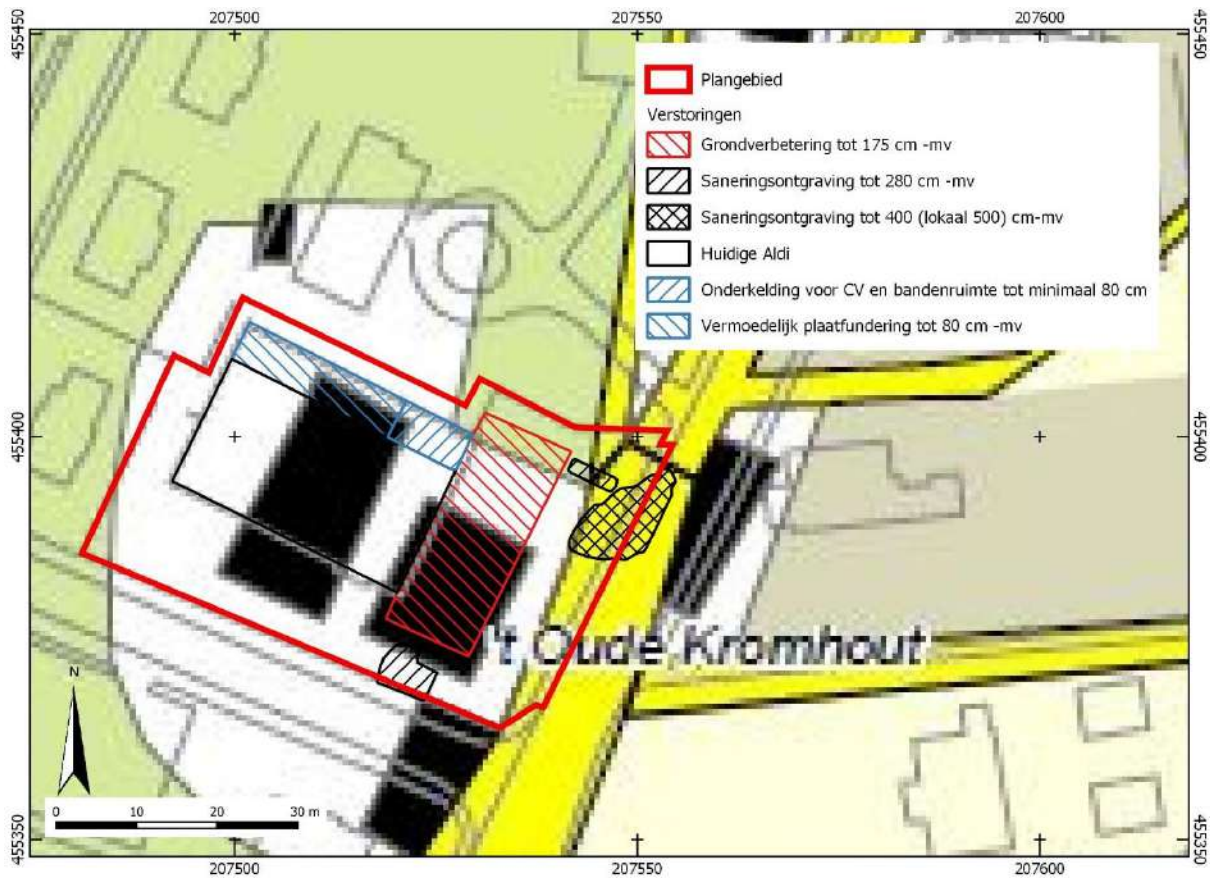 207500 207550 207600
455450 455450
Plangebied
Verstoringen
Grondverbetering tot 175 cm -mv
Saneringsontgraving tot 280 cm -mv
Saneringsontgraving tot 400 (lokaal 500) cm-mv
Huidige Aldi
Onderkelding voor CV en bandenruimte tot minimaal 80 cm
Vermoedelijk plaatfundering tot 80 cm -mv
455400 455400
't Oude Kromhout
N
0 10 20 30 m
455350 455350
207500 207550 207600